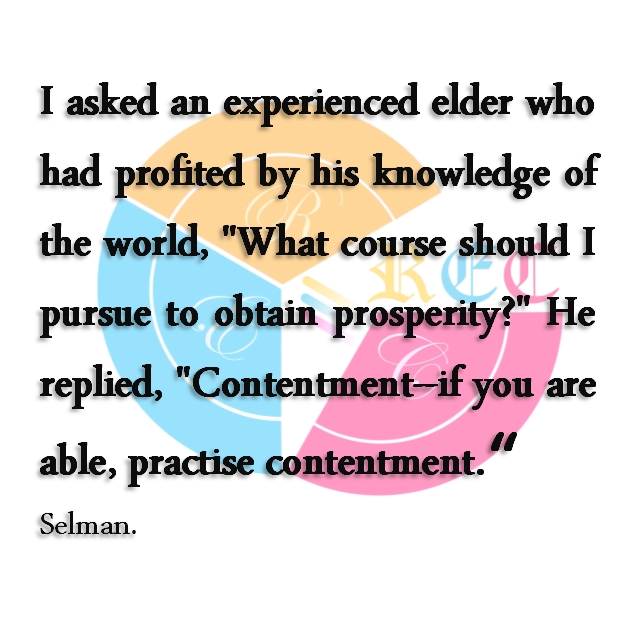 I asked an experienced elder who
had profited by his knowledge of
the world, "What course should I
pursue to obtain prosperity?" He
replied, "Contentment—if you are
able, practise contentment.“
Selman.
R
E
C
REC